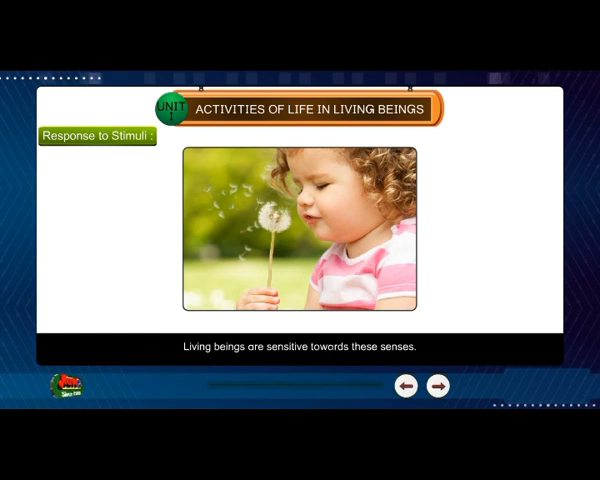 UNIT
I
ACTIVITIES OF LIFE IN LIVING BEINGS
Response to Stimuli :
Living beings are sensitive towards these senses.